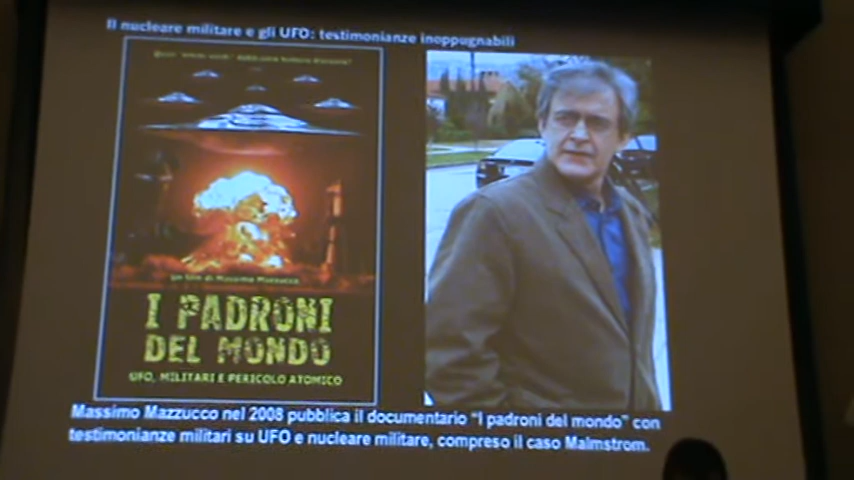 Il nucleare militare e gli UFO: testimonianze inoppugnabili
un film di Massimo Mazzucco
I PADRONI
DEL MONDO
UFO, MILITARI E PERICOLO ATOMICO
Massimo Mazzucco nel 2008 pubblica il documentario "I padroni del mondo" con
testimonianze militari su UFO e nucleare militare, compreso il caso Malmstrom.